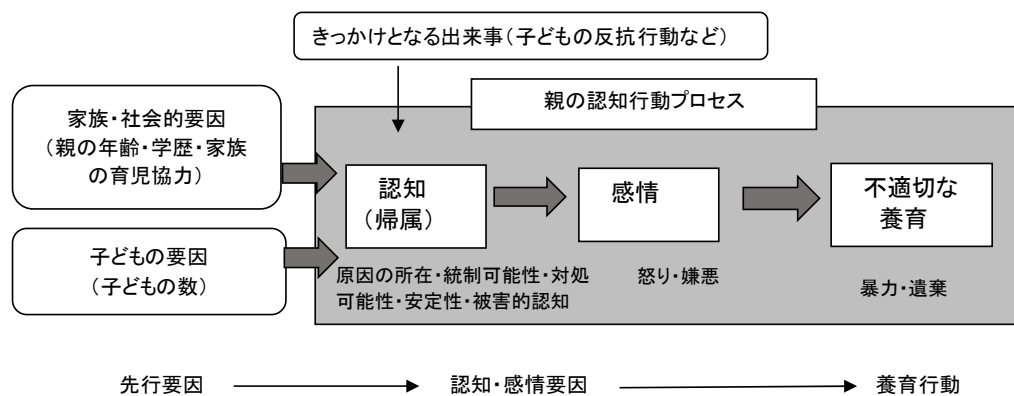 きっかけとなる出来事(子どもの反抗行動など)
親の認知行動プロセス
家族・社会的要因
(親の年齢・学歴・家族
の育児協力)
認知
(帰属)
感情
不適切な
養育
子どもの要因
(子どもの数)
原因の所在・統制可能性・対処
可能性・安定性・被害的認知
怒り・嫌悪
暴力・遺棄
先行要因
認知・感情要因
養育行動